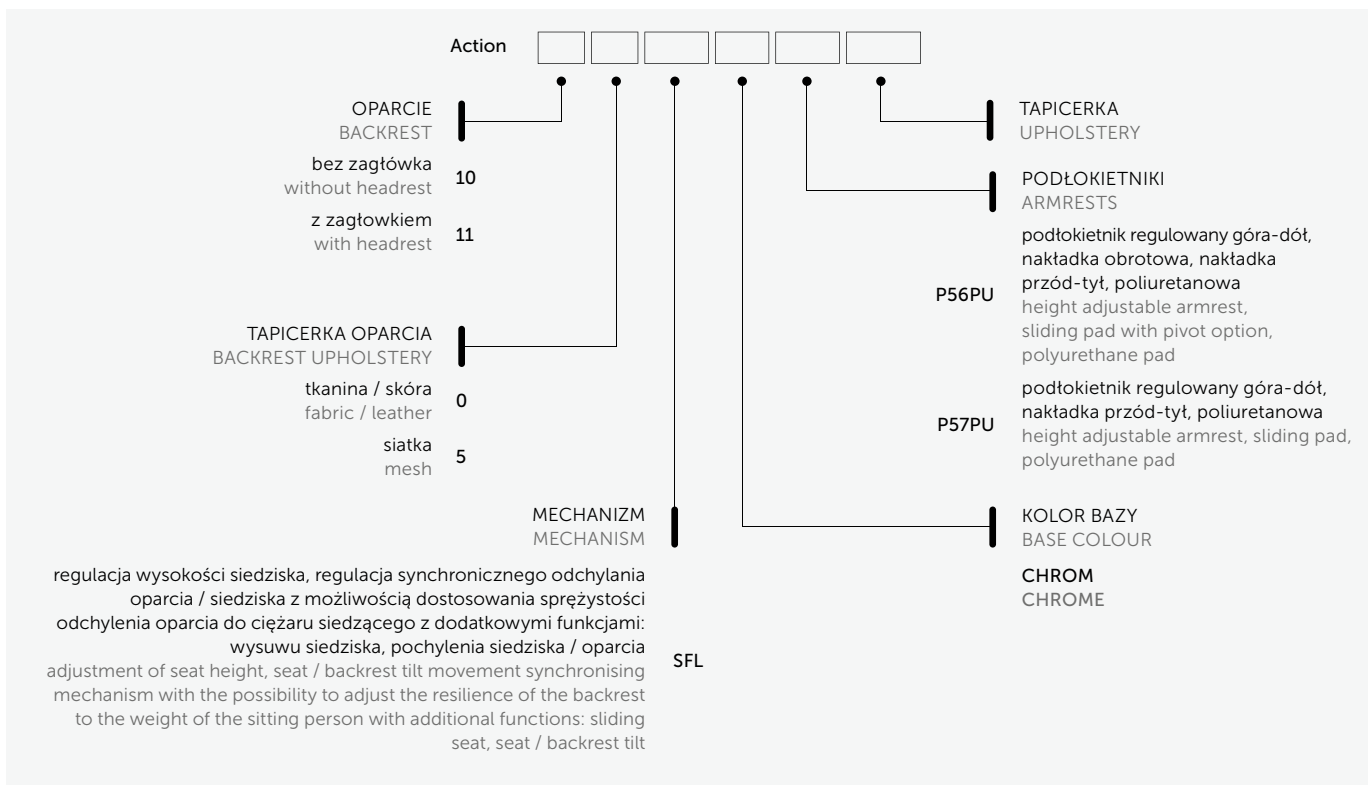 Action
OPARCIE
BACKREST
bez zagłówka
without headrest
10
z zagłowkiem
with headrest
11
TAPICERKA OPARCIA
BACKREST UPHOLSTERY
tkanina / skóra
fabric / leather
0
siatka
mesh
5
MECHANIZM
MECHANISM
regulacja wysokości siedziska, regulacja synchronicznego odchylania
oparcia / siedziska z możliwością dostosowania sprężystości
odchylenia oparcia do ciężaru siedzącego z dodatkowymi funkcjami:
wysuwu siedziska, pochylenia siedziska / oparcia
adjustment of seat height, seat / backrest tilt movement synchronising
mechanism with the possibility to adjust the resilience of the backrest
to the weight of the sitting person with additional functions: sliding
seat, seat / backrest tilt
SFL
TAPICERKA
UPHOLSTERY
PODŁOKIETNIKI
ARMRESTS
P56PU
podłokietnik regulowany góra-dół,
nakładka obrotowa, nakładka
przód-tył, poliuretanowa
height adjustable armrest,
sliding pad with pivot option,
polyurethane pad
P57PU
podłokietnik regulowany góra-dół,
nakładka przód-tył, poliuretanowa
height adjustable armrest, sliding pad,
polyurethane pad
KOLOR BAZY
BASE COLOUR
CHROM
CHROME